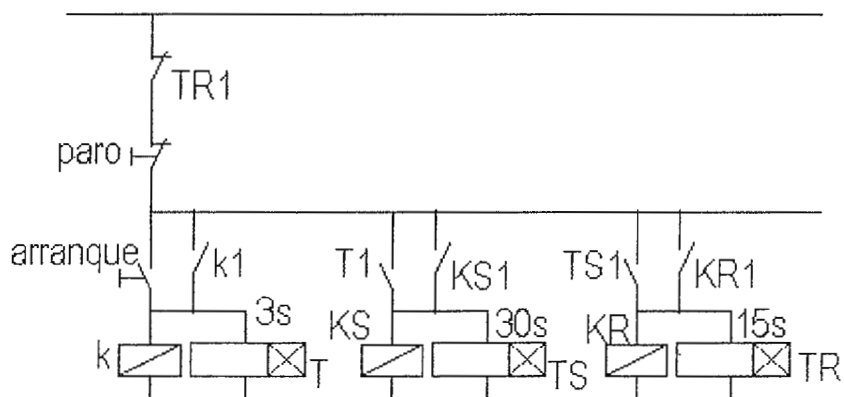 TR1
paro
arranque
k1
T1
KS1
TS1
KR1
3s
KS
30s
KR
15s
k
T
TS
TR